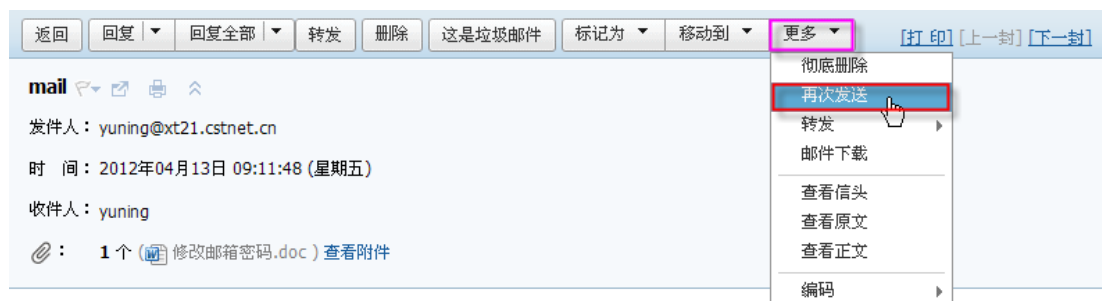 返回 回复 回复全部 转发 删除 这是垃圾邮件 标记为 移动到 更多 [打 印] [上一封] [下一封]
彻底删除
mail
再次发送
发件人：yuning@xt21.cstnet.cn
转发
邮件下载
时 间：2012年04月13日 09:11:48 (星期五)
查看信头
收件人：yuning
查看原文
1 个 (修改邮箱密码.doc ) 查看附件
查看正文
编码